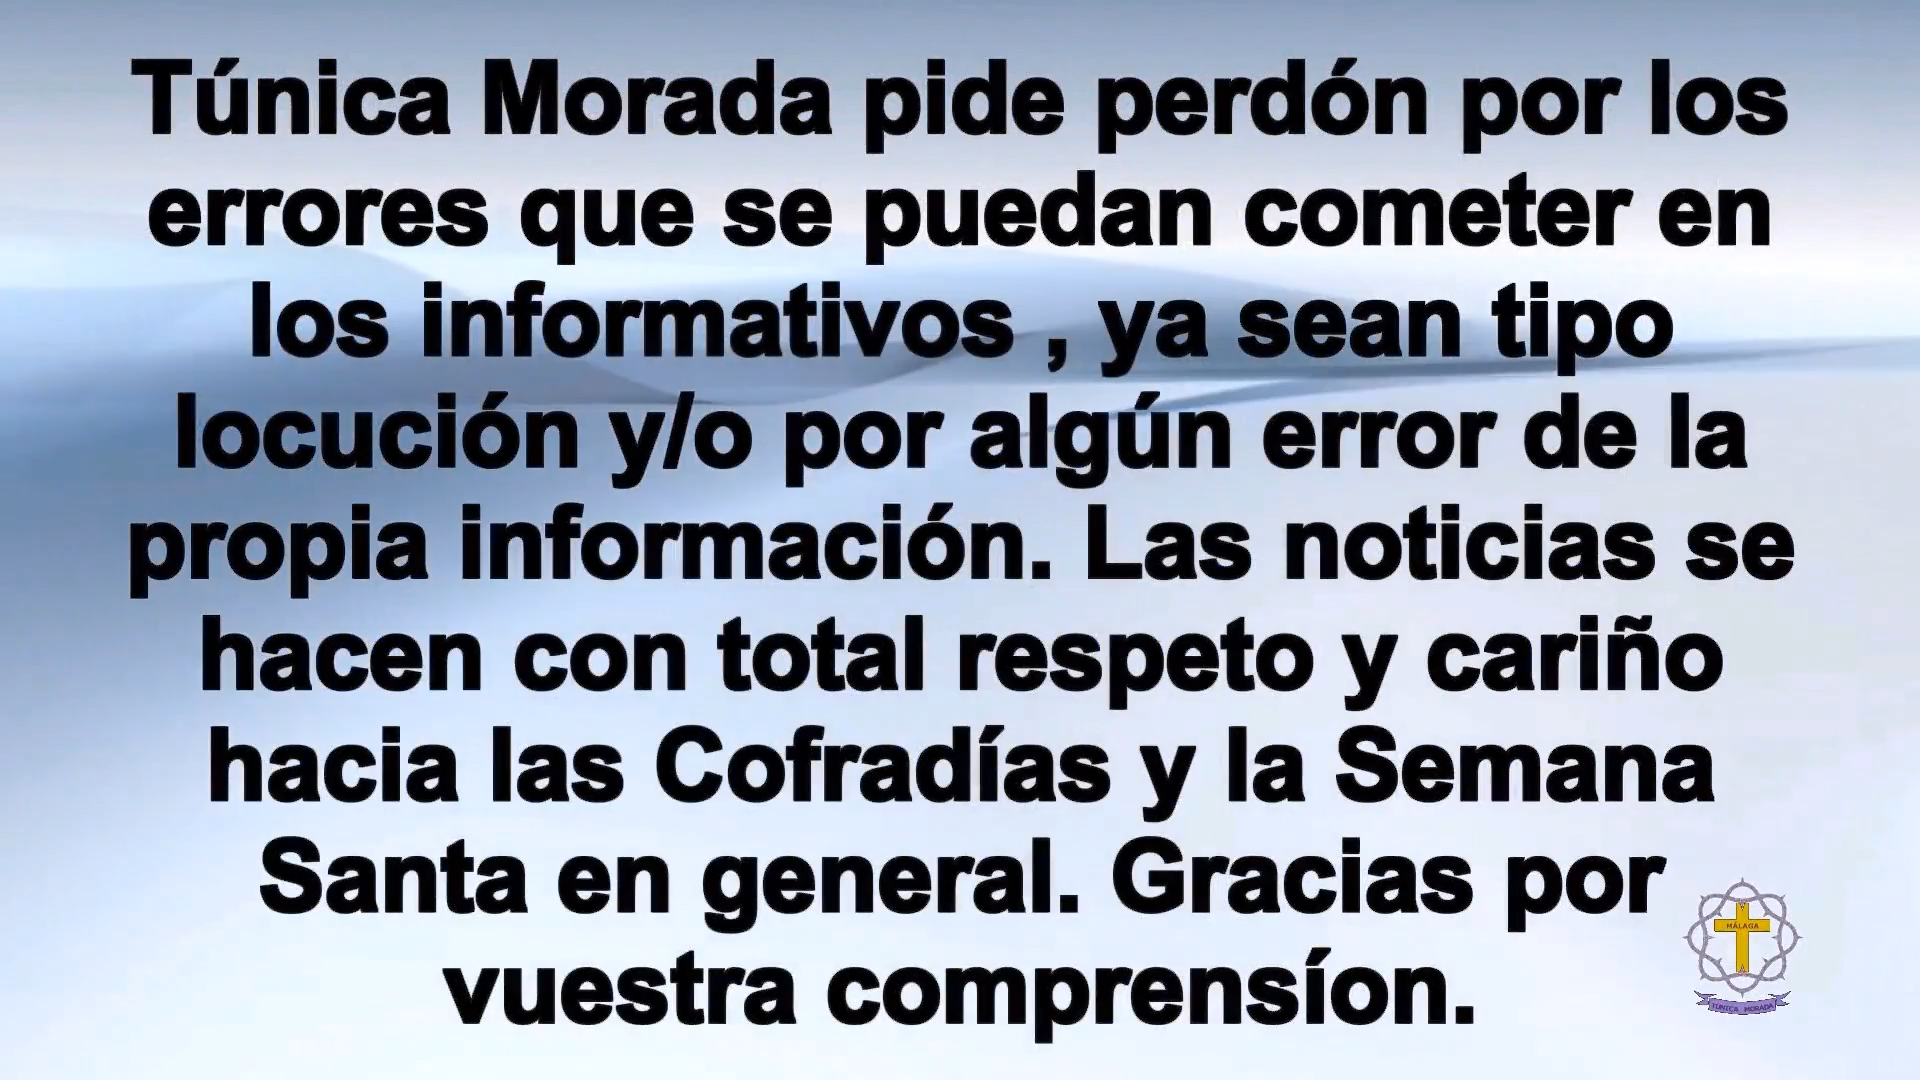 Túnica Morada pide perdón por los
errores que se puedan cometer en
los informativos , ya sean tipo
locución y/o por algún error de la
propia información. Las noticias se
hacen con total respeto y cariño
hacia las Cofradías y la Semana
Santa en general. Gracias por
vuestra comprensíon.
MÁLAGA
TÚNICA MORADA